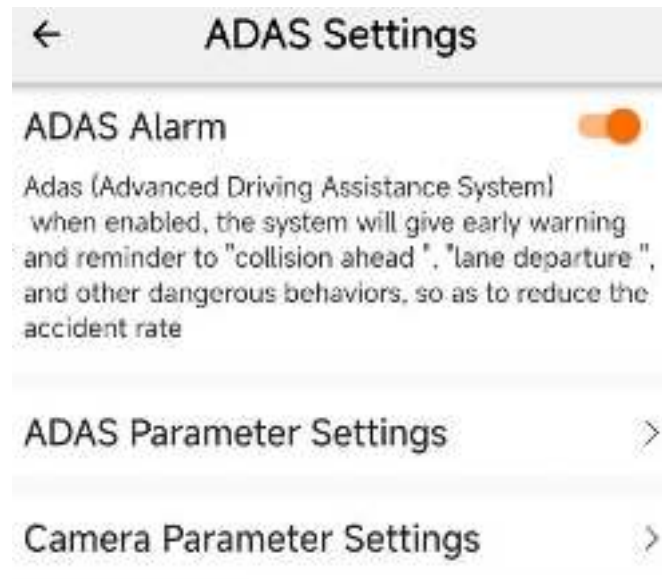 ADAS Settings
ADAS Alarm
Adas (Advanced Driving Assistance System)
when enabled, the system will give early warning
and reminder to "collision ahead ", "lane departure ",
and other dangerous behaviors, so as to reduce the
accident rate
ADAS Parameter Settings
Camera Parameter Settings